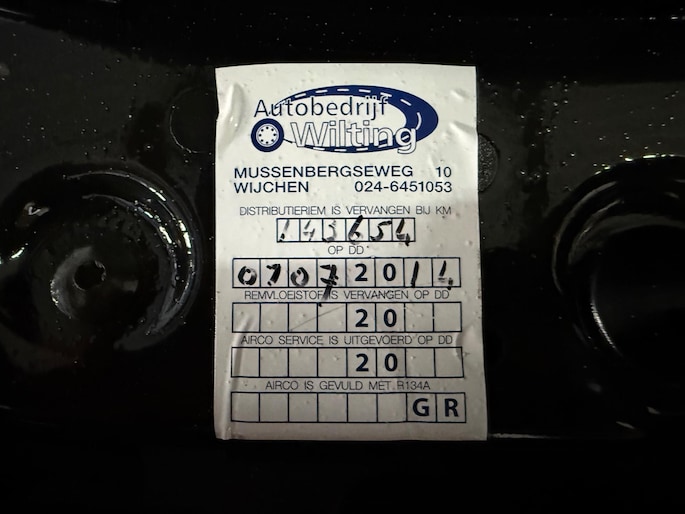 Autobedrijf
Wilting
MUSSENBERGSEWEG 10
WIJCHEN 024-6451053
DISTRIBUTIERIEM IS VERVANGEN BIJ KM
143654
OP DD
07072014
REMVLOEISTOF IS VERVANGEN OP DD
20
AIRCO SERVICE IS UITGEVOERD OP DD
20
AIRCO IS GEVULD MET R134A
GR